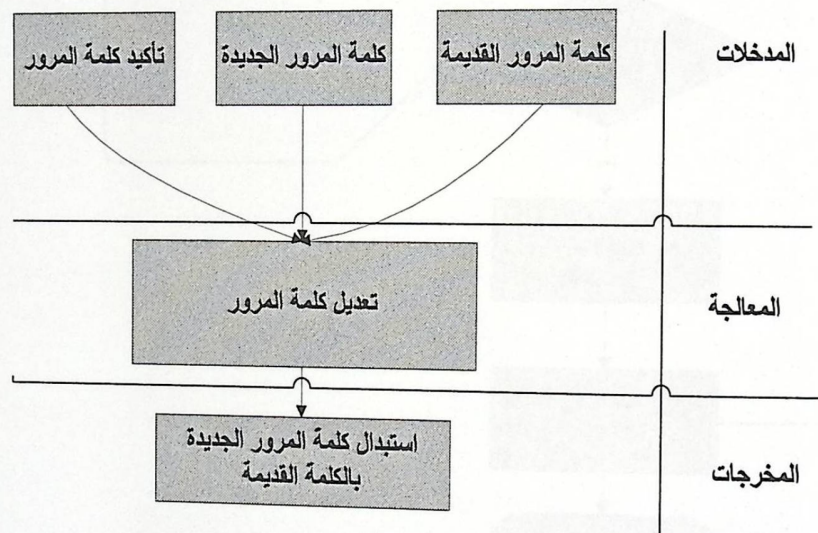 المدخلات
كلمة المرور القديمة
كلمة المرور الجديدة
تأكيد كلمة المرور
المعالجة
تعديل كلمة المرور
المخرجات
استبدال كلمة المرور الجديدة
بالكلمة القديمة